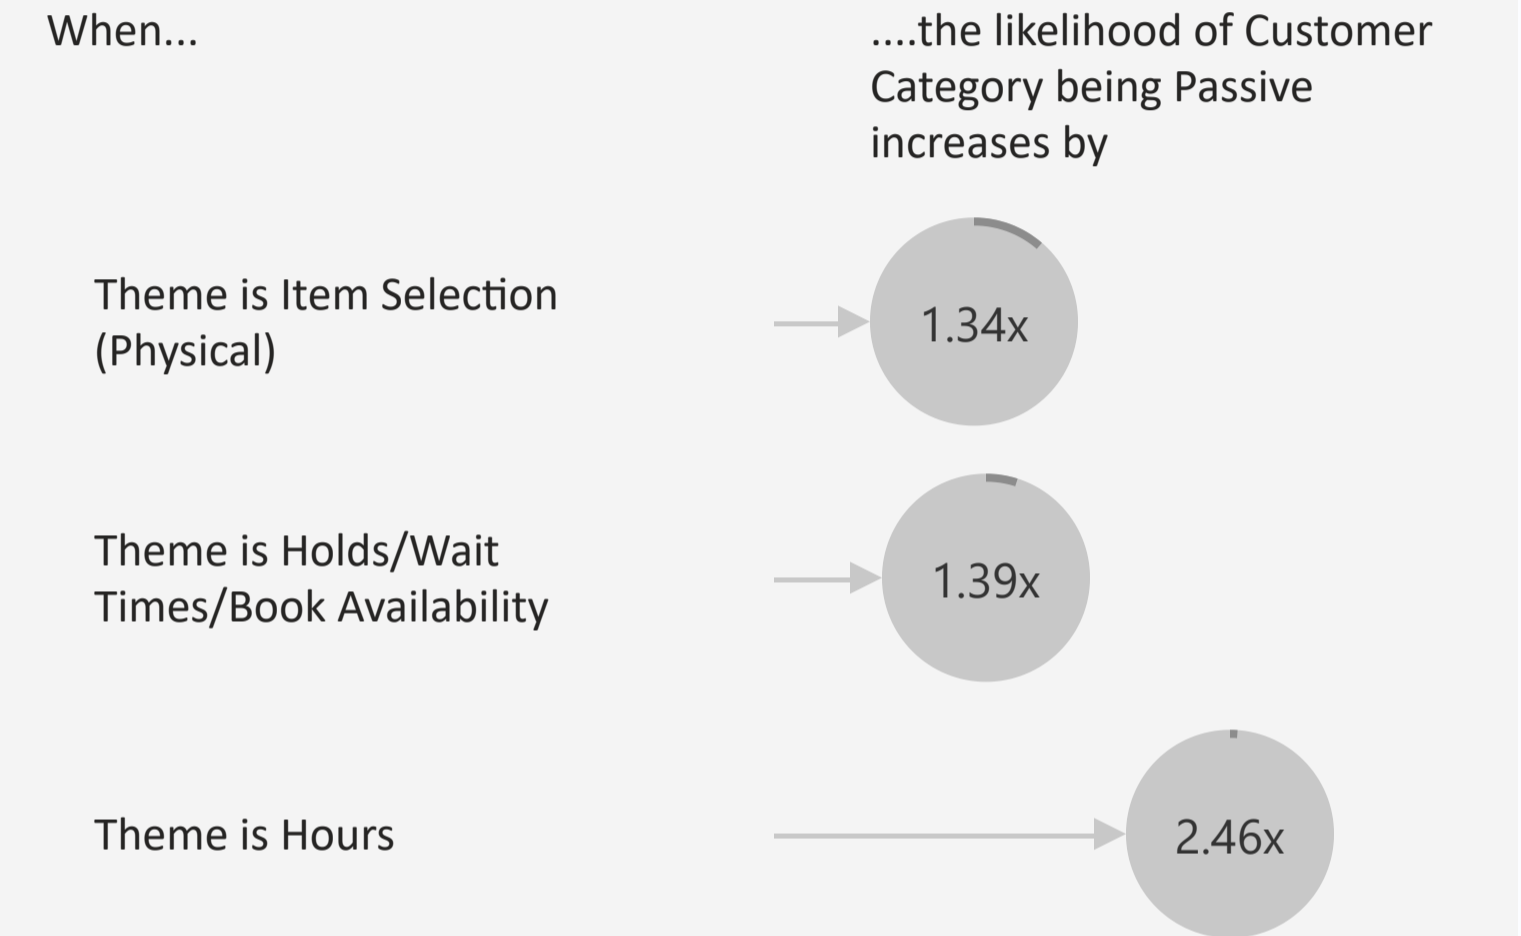 When...
....the likelihood of Customer
Category being Passive
increases by
Theme is Item Selection
(Physical)
1.34x
Theme is Holds/Wait
Times/Book Availability
1.39x
Theme is Hours
2.46x